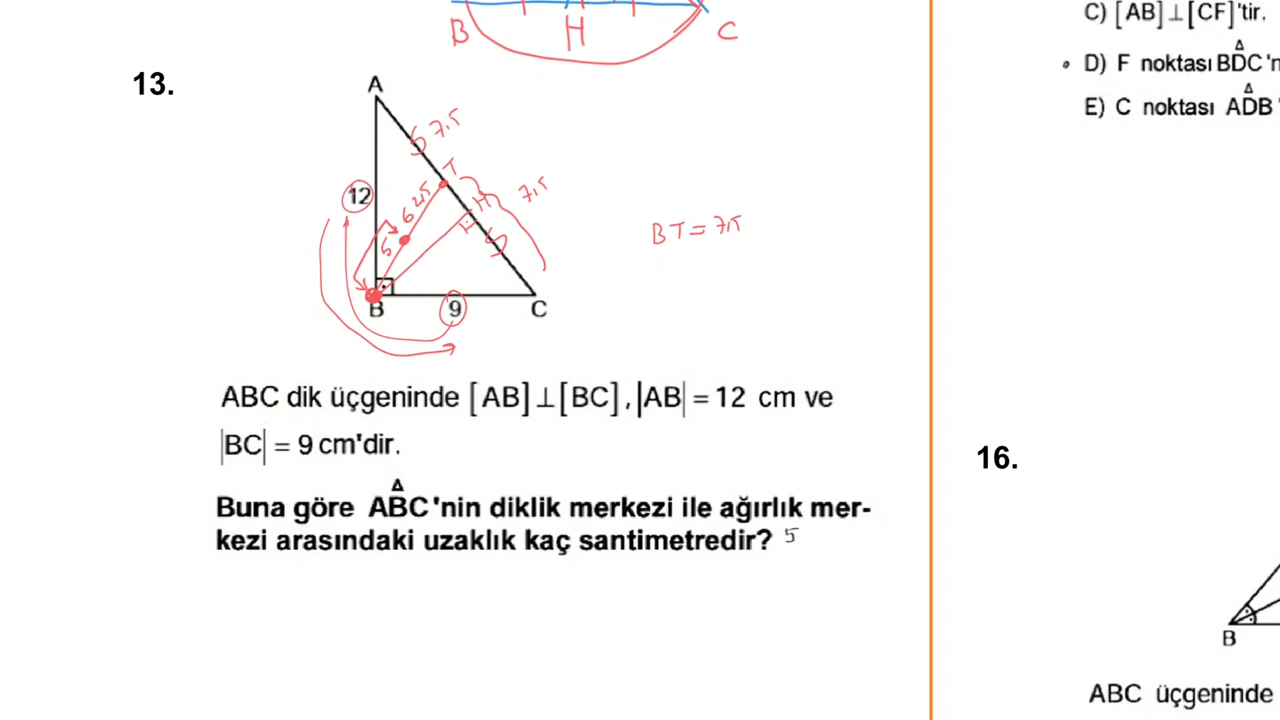 B H C
C) [AB]⊥[CF]'tir.
D) F noktası BDC'n
E) C noktası ADB'
13.
A
7,5
T
12
6 2,5
H
7,5
5
BT=7,5
B 9 C
ABC dik üçgeninde [AB]⊥[BC], |AB| = 12 cm ve
|BC| = 9 cm'dir.
Buna göre ABC'nin diklik merkezi ile ağırlık mer-
kezi arasındaki uzaklık kaç santimetredir? 5
16.
B
ABC üçgeninde